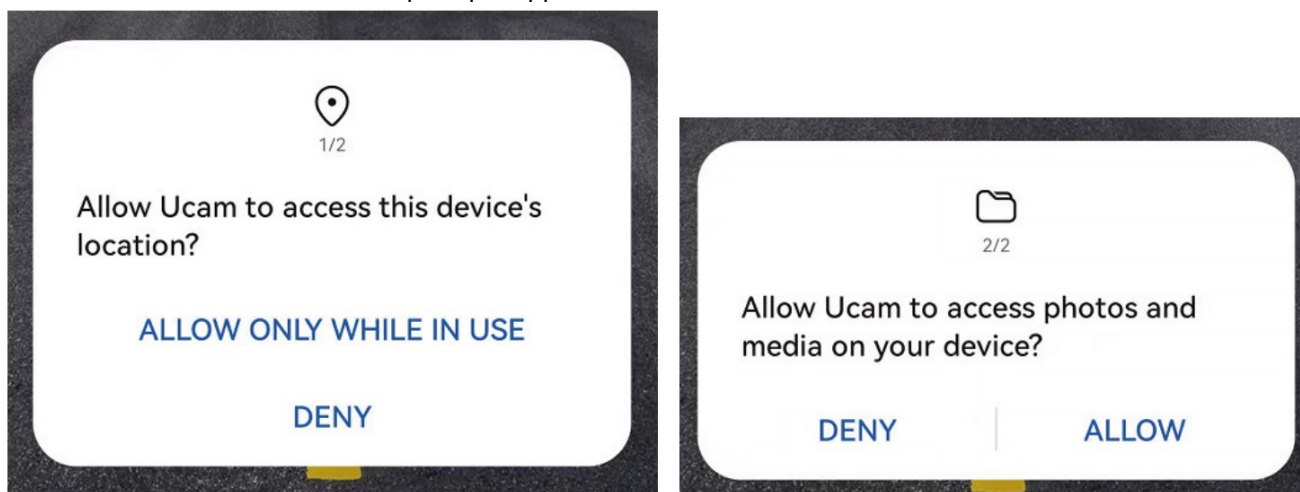 1/2
Allow Ucam to access this device's
location?
ALLOW ONLY WHILE IN USE
DENY
2/2
Allow Ucam to access photos and
media on your device?
DENY
ALLOW